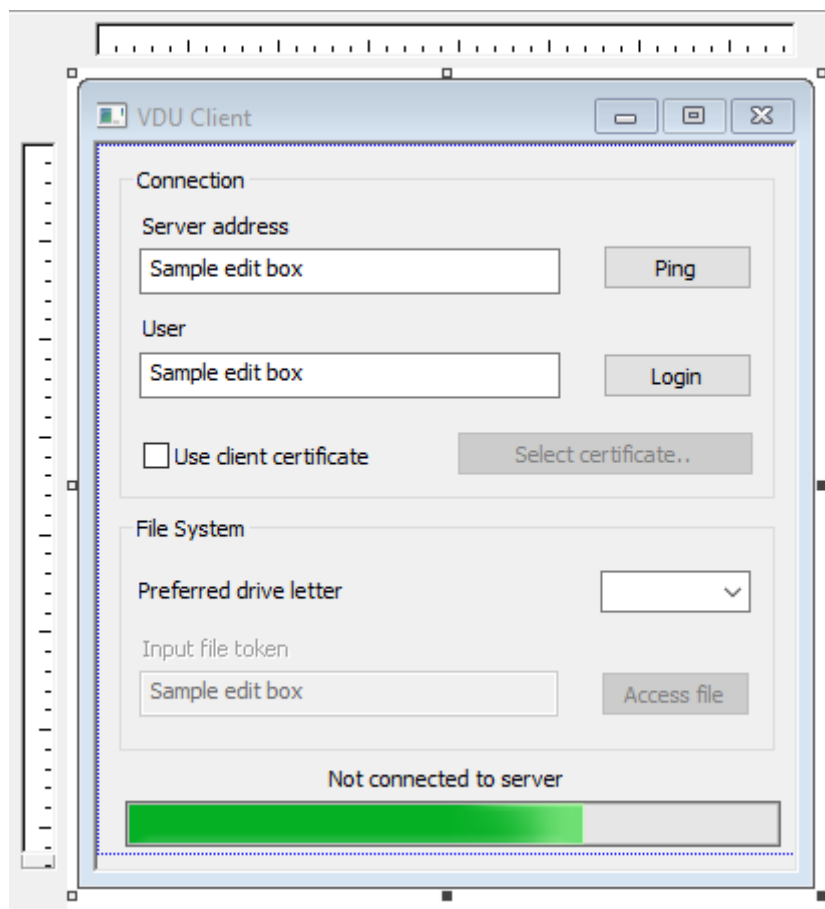 VDU Client
Connection
Server address
Sample edit box
Ping
User
Sample edit box
Login
Use client certificate
Select certificate..
File System
Preferred drive letter
Input file token
Sample edit box
Access file
Not connected to server